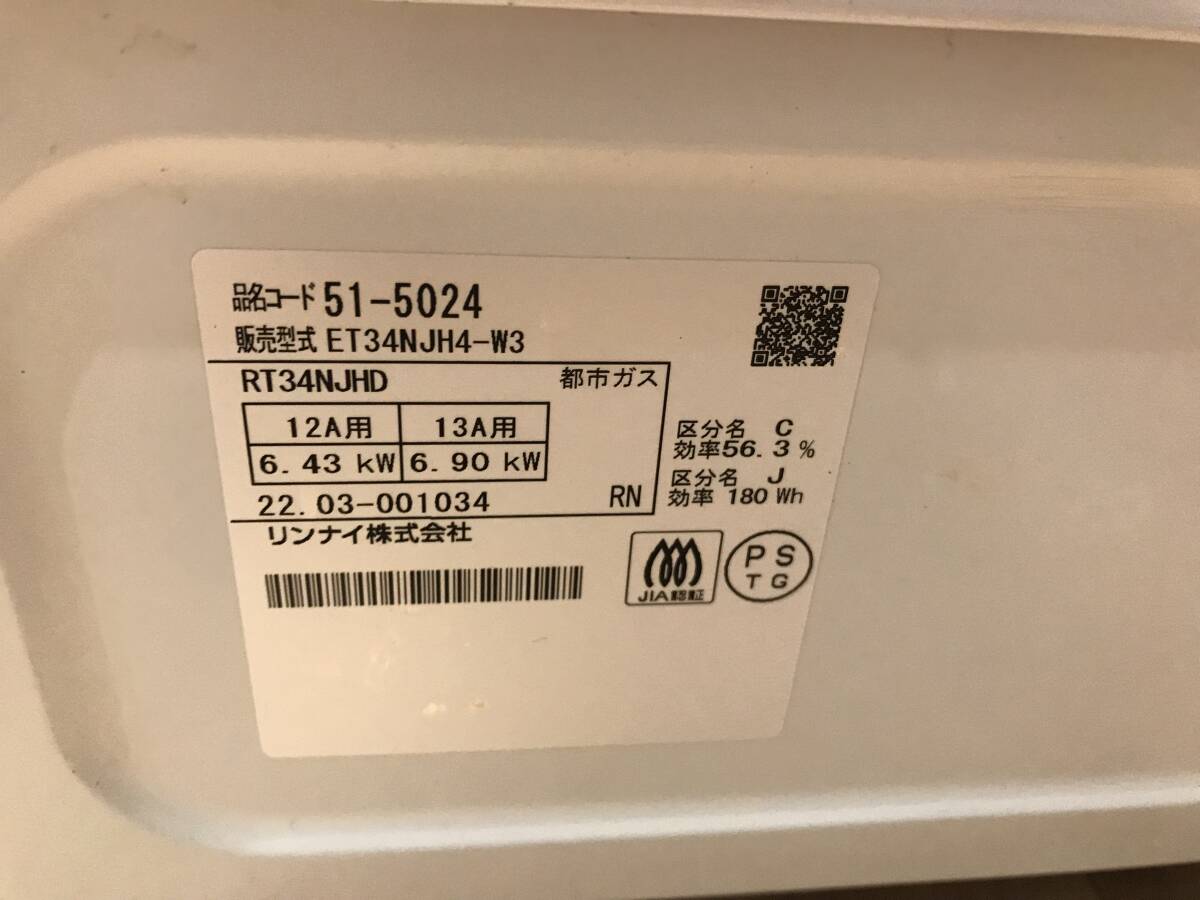 品名コード 51-5024
販売型式 ET34NJH4-W3
RT34NJHD 都市ガス
12A用 13A用
6.43 kW 6.90 kW
22.03-001034 RN
リンナイ株式会社
区分名 C
効率56.3 %
区分名 J
効率 180 Wh
JIA認証
PS
TG